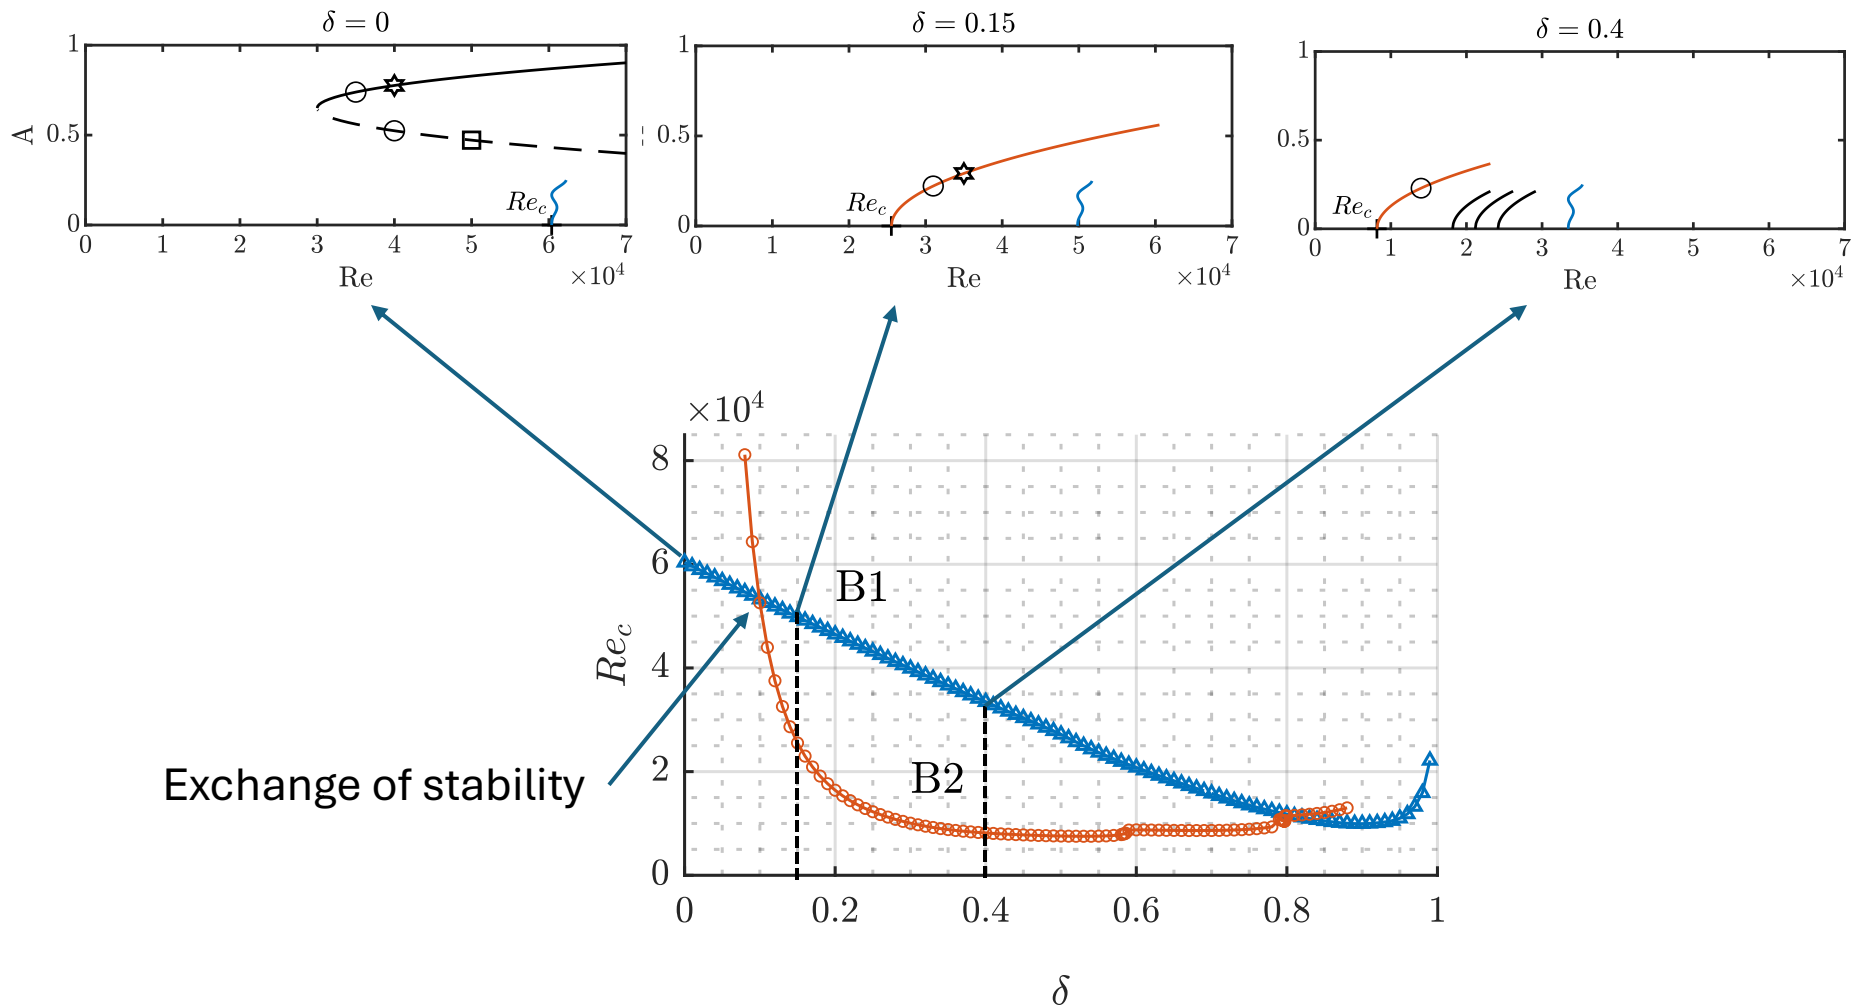 δ = 0
1
A
0.5
0
Re_c
0 1 2 3 4 5 6 7
Re
×10^4
δ = 0.15
1
0.5
0
Re_c
0 1 2 3 4 5 6 7
Re
×10^4
δ = 0.4
1
0.5
0
Re_c
0 1 2 3 4 5 6 7
Re
×10^4
×10^4
8
6
B1
Re_c
4
2
B2
Exchange of stability
0
0 0.2 0.4 0.6 0.8 1
δ